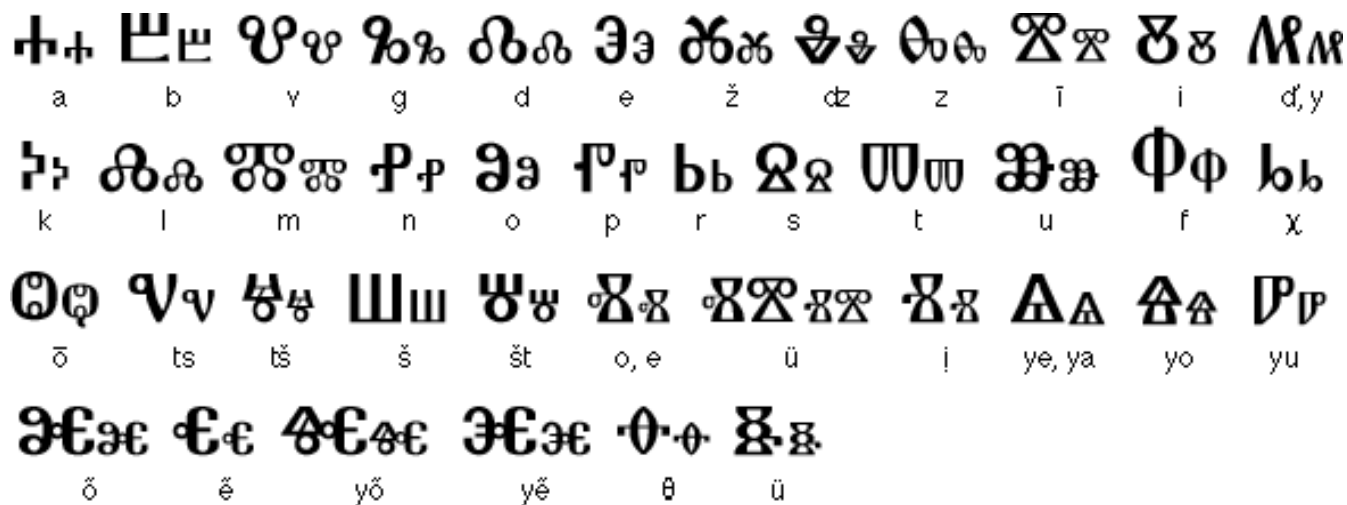 Ⰰⰰ Ⰱⰱ Ⰲⰲ Ⰳⰳ Ⰴⰴ Ⰵⰵ Ⰶⰶ Ⰷⰷ Ⰸⰸ Ⰹⰹ Ⰻⰻ Ⰼⰼ
a b v g d e ž dz z ī i ď, y
Ⰽⰽ Ⰾⰾ Ⰿⰿ Ⱀⱀ Ⱁⱁ Ⱂⱂ Ⱃⱃ Ⱄⱄ Ⱅⱅ Ⱆⱆ Ⱇⱇ Ⱈⱈ
k l m n o p r s t u f χ
Ⱉⱉ Ⱌⱌ Ⱍⱍ Ⱎⱎ Ⱋⱋ Ⱏⱏ ⰟⰉⱏⰹ Ⱐⱐ Ⱑⱑ Ⱖⱖ Ⱓⱓ
ō ts tš š št o, e ü į ye, ya yo yu
Ⱘⱘ Ⱔⱔ Ⱙⱙ Ⱗⱗ Ⱚⱚ Ⱛⱛ
ő e̋ yő ye̋ θ ü